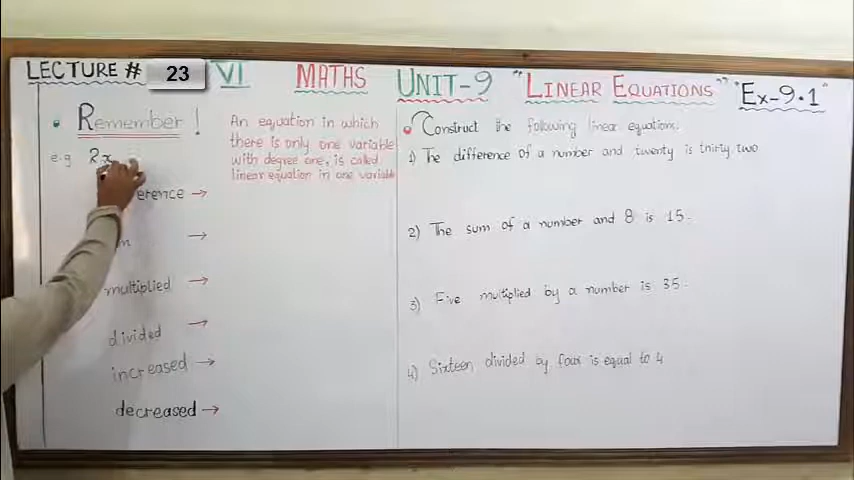 LECTURE # 23 VI MATHS UNIT-9 "LINEAR EQUATIONS" "Ex-9.1"
Remember !
e.g 2x
erence →
→
multiplied →
divided →
increased →
decreased →
An equation in which
there is only one variable
with degree one, is called
linear equation in one variable
Construct the following linear equation.
1) The difference of a number and twenty is thirty two
2) The sum of a number and 8 is 15.
3) Five multiplied by a number is 35.
4) Sixteen divided by four is equal to 4